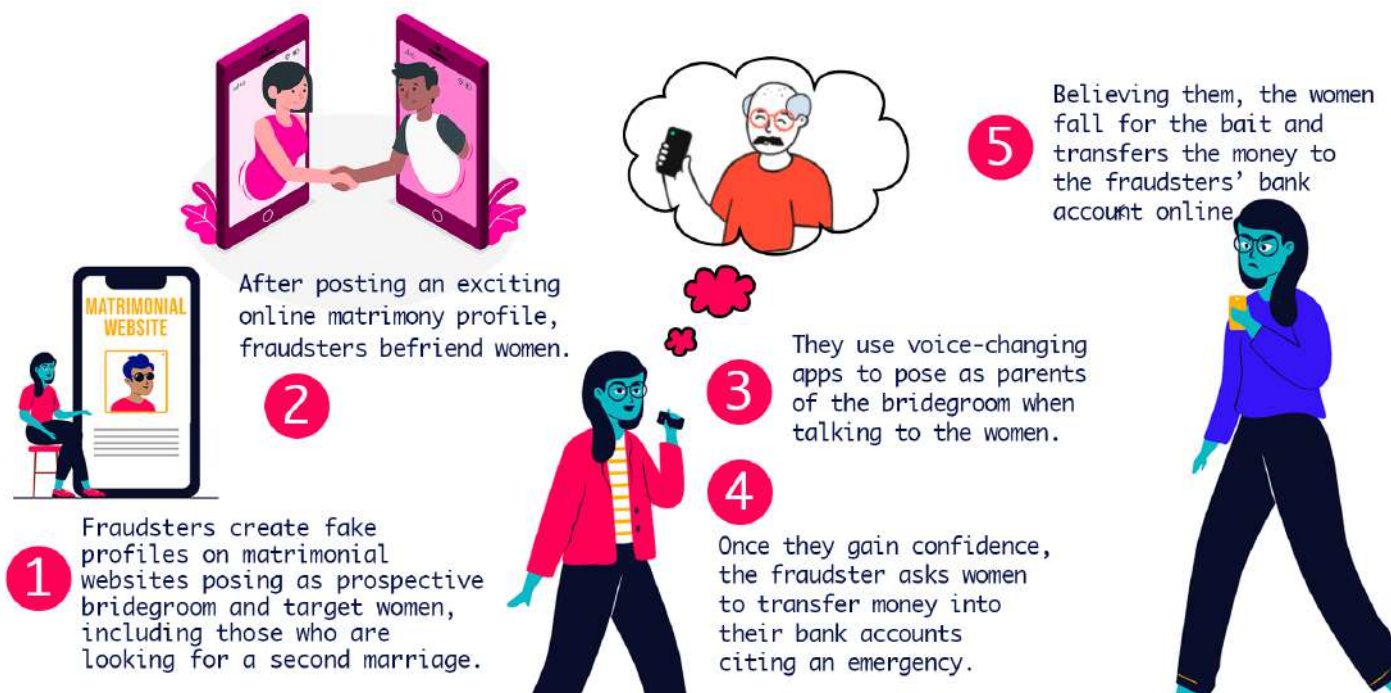 MATRIMONIAL
WEBSITE
1
Fraudsters create fake
profiles on matrimonial
websites posing as prospective
bridegroom and target women,
including those who are
looking for a second marriage.
After posting an exciting
online matrimony profile,
fraudsters befriend women.
2
3
They use voice-changing
apps to pose as parents
of the bridegroom when
talking to the women.
4
Once they gain confidence,
the fraudster asks women
to transfer money into
their bank accounts
citing an emergency.
5
Believing them, the women
fall for the bait and
transfers the money to
the fraudsters’ bank
account online.